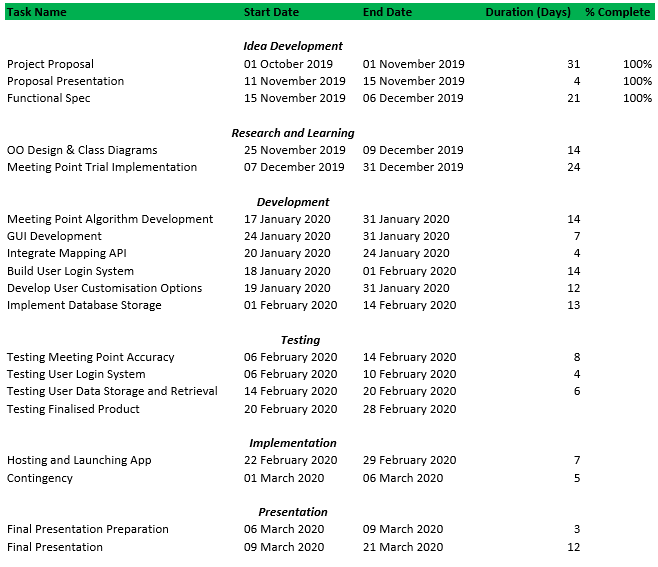 Task Name Start Date End Date Duration (Days) % Complete
Idea Development
Project Proposal 01 October 2019 01 November 2019 31 100%
Proposal Presentation 11 November 2019 15 November 2019 4 100%
Functional Spec 15 November 2019 06 December 2019 21 100%
Research and Learning
OO Design & Class Diagrams 25 November 2019 09 December 2019 14
Meeting Point Trial Implementation 07 December 2019 31 December 2019 24
Development
Meeting Point Algorithm Development 17 January 2020 31 January 2020 14
GUI Development 24 January 2020 31 January 2020 7
Integrate Mapping API 20 January 2020 24 January 2020 4
Build User Login System 18 January 2020 01 February 2020 14
Develop User Customisation Options 19 January 2020 31 January 2020 12
Implement Database Storage 01 February 2020 14 February 2020 13
Testing
Testing Meeting Point Accuracy 06 February 2020 14 February 2020 8
Testing User Login System 06 February 2020 10 February 2020 4
Testing User Data Storage and Retrieval 14 February 2020 20 February 2020 6
Testing Finalised Product 20 February 2020 28 February 2020
Implementation
Hosting and Launching App 22 February 2020 29 February 2020 7
Contingency 01 March 2020 06 March 2020 5
Presentation
Final Presentation Preparation 06 March 2020 09 March 2020 3
Final Presentation 09 March 2020 21 March 2020 12